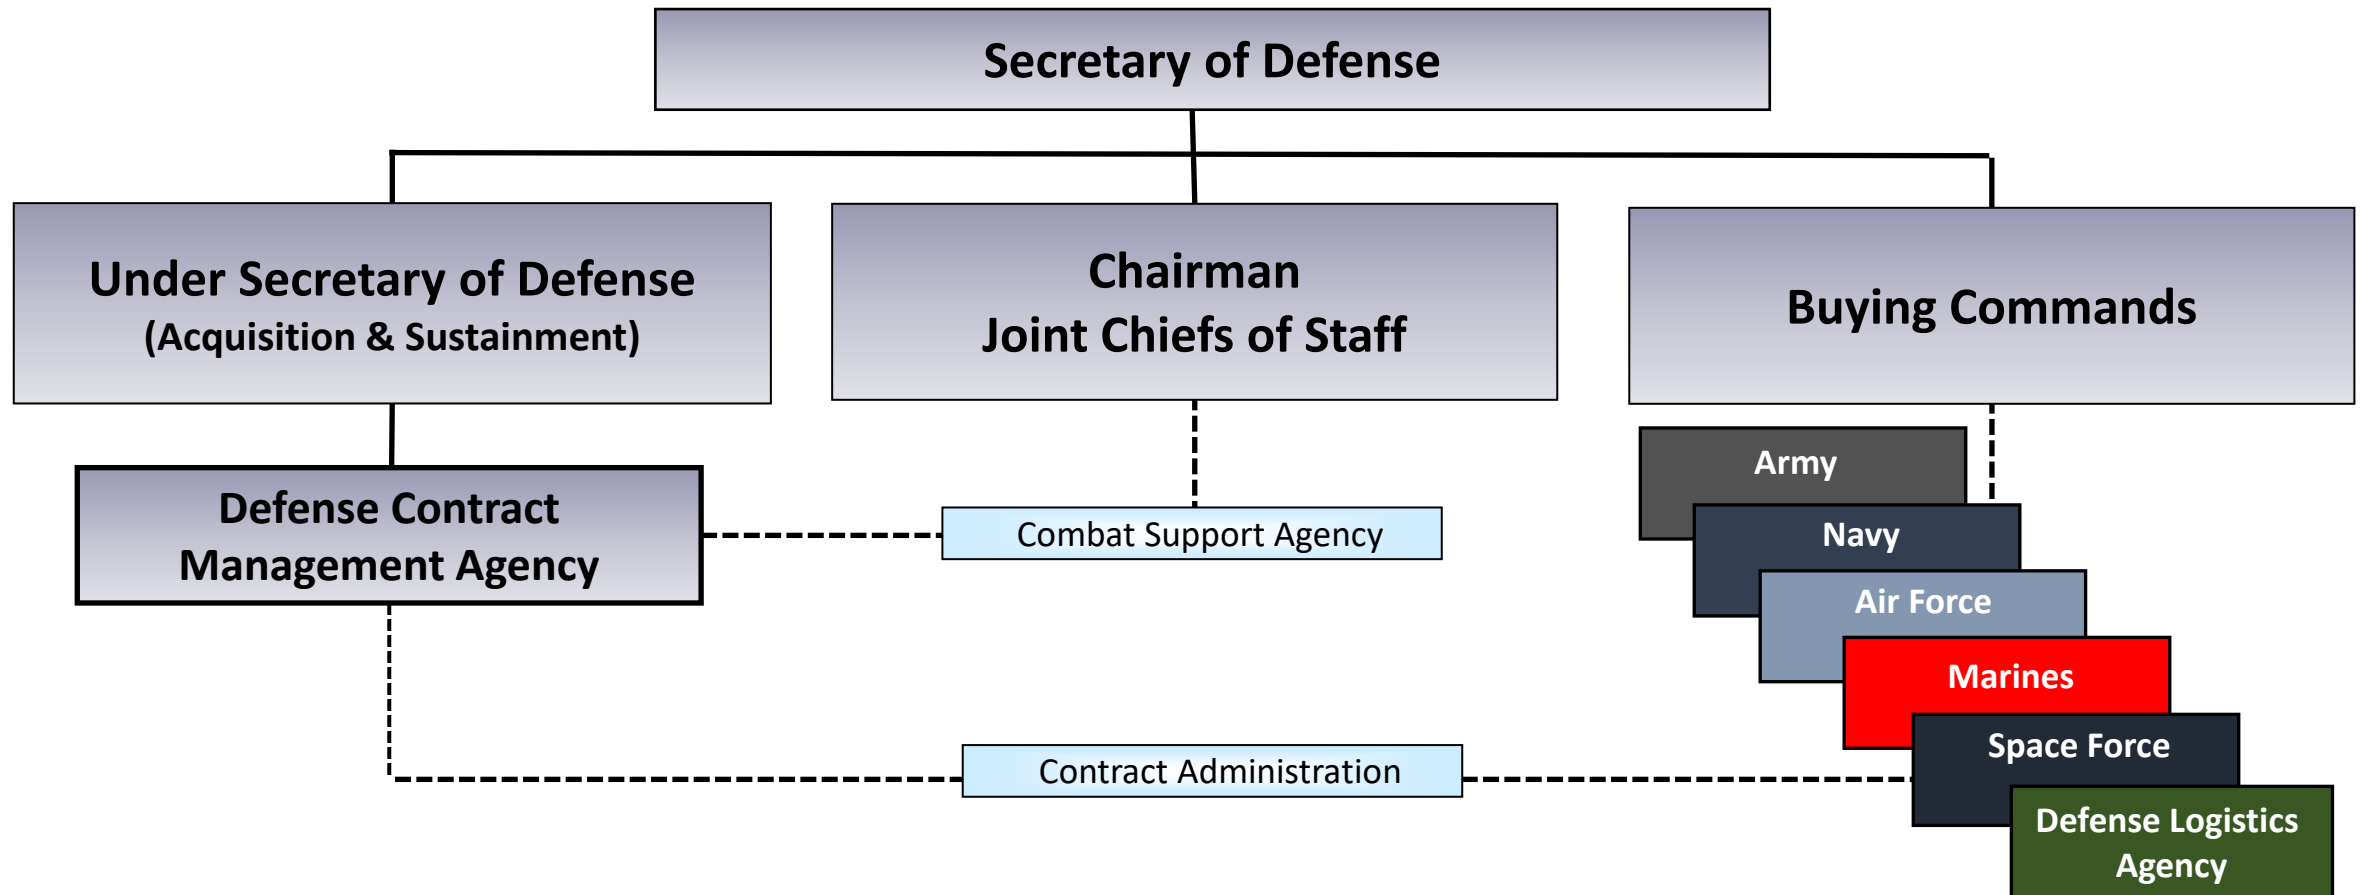 Secretary of Defense
Under Secretary of Defense
(Acquisition & Sustainment)
Chairman
Joint Chiefs of Staff
Buying Commands
Defense Contract
Management Agency
Combat Support Agency
Contract Administration
Army
Navy
Air Force
Marines
Space Force
Defense Logistics
Agency